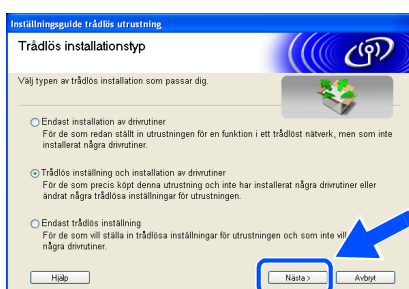 Inställningsguide trådlös utrustning
Trådlös installationstyp
Välj typen av trådlös installation som passar dig.
Endast installation av drivrutiner
För de som redan ställt in utrustningen för en funktion i ett trådlöst nätverk, men som inte
installerat några drivrutiner.
Trådlös inställning och installation av drivrutiner
För de som precis köpt denna utrustning och inte har installerat några drivrutiner eller
ändrat några trådlösa inställningar för utrustningen.
Endast trådlös inställning
För de som vill ställa in trådlösa inställningar för utrustningen och som inte vill
några drivrutiner.
Hjälp
Nästa >
Avbryt